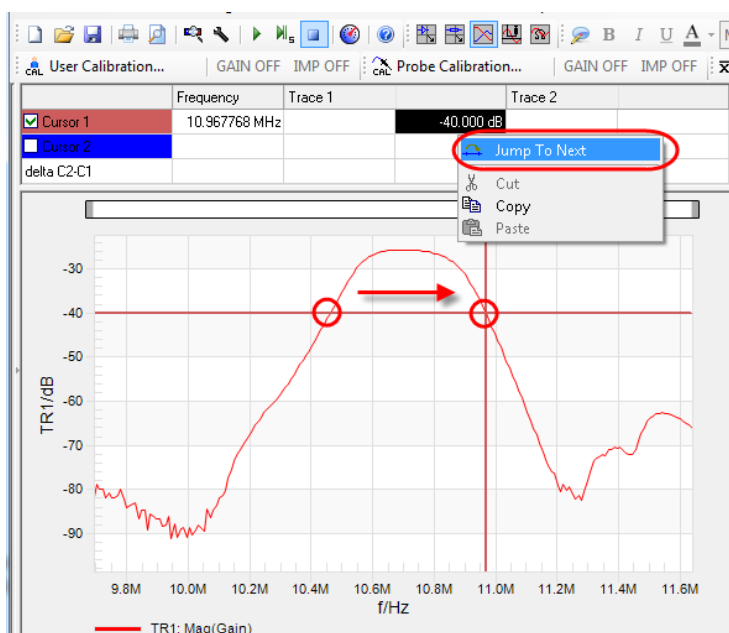 B I U A
User Calibration... GAIN OFF IMP OFF Probe Calibration... GAIN OFF IMP OFF
Frequency Trace 1 Trace 2
Cursor 1 10.967768 MHz -40.000 dB
Cursor 2
delta C2-C1
Jump To Next
Cut
Copy
Paste
TR1/dB
-30
-40
-50
-60
-70
-80
-90
9.8M 10.0M 10.2M 10.4M 10.6M 10.8M 11.0M 11.2M 11.4M 11.6M
f/Hz
TR1: Mag(Gain)